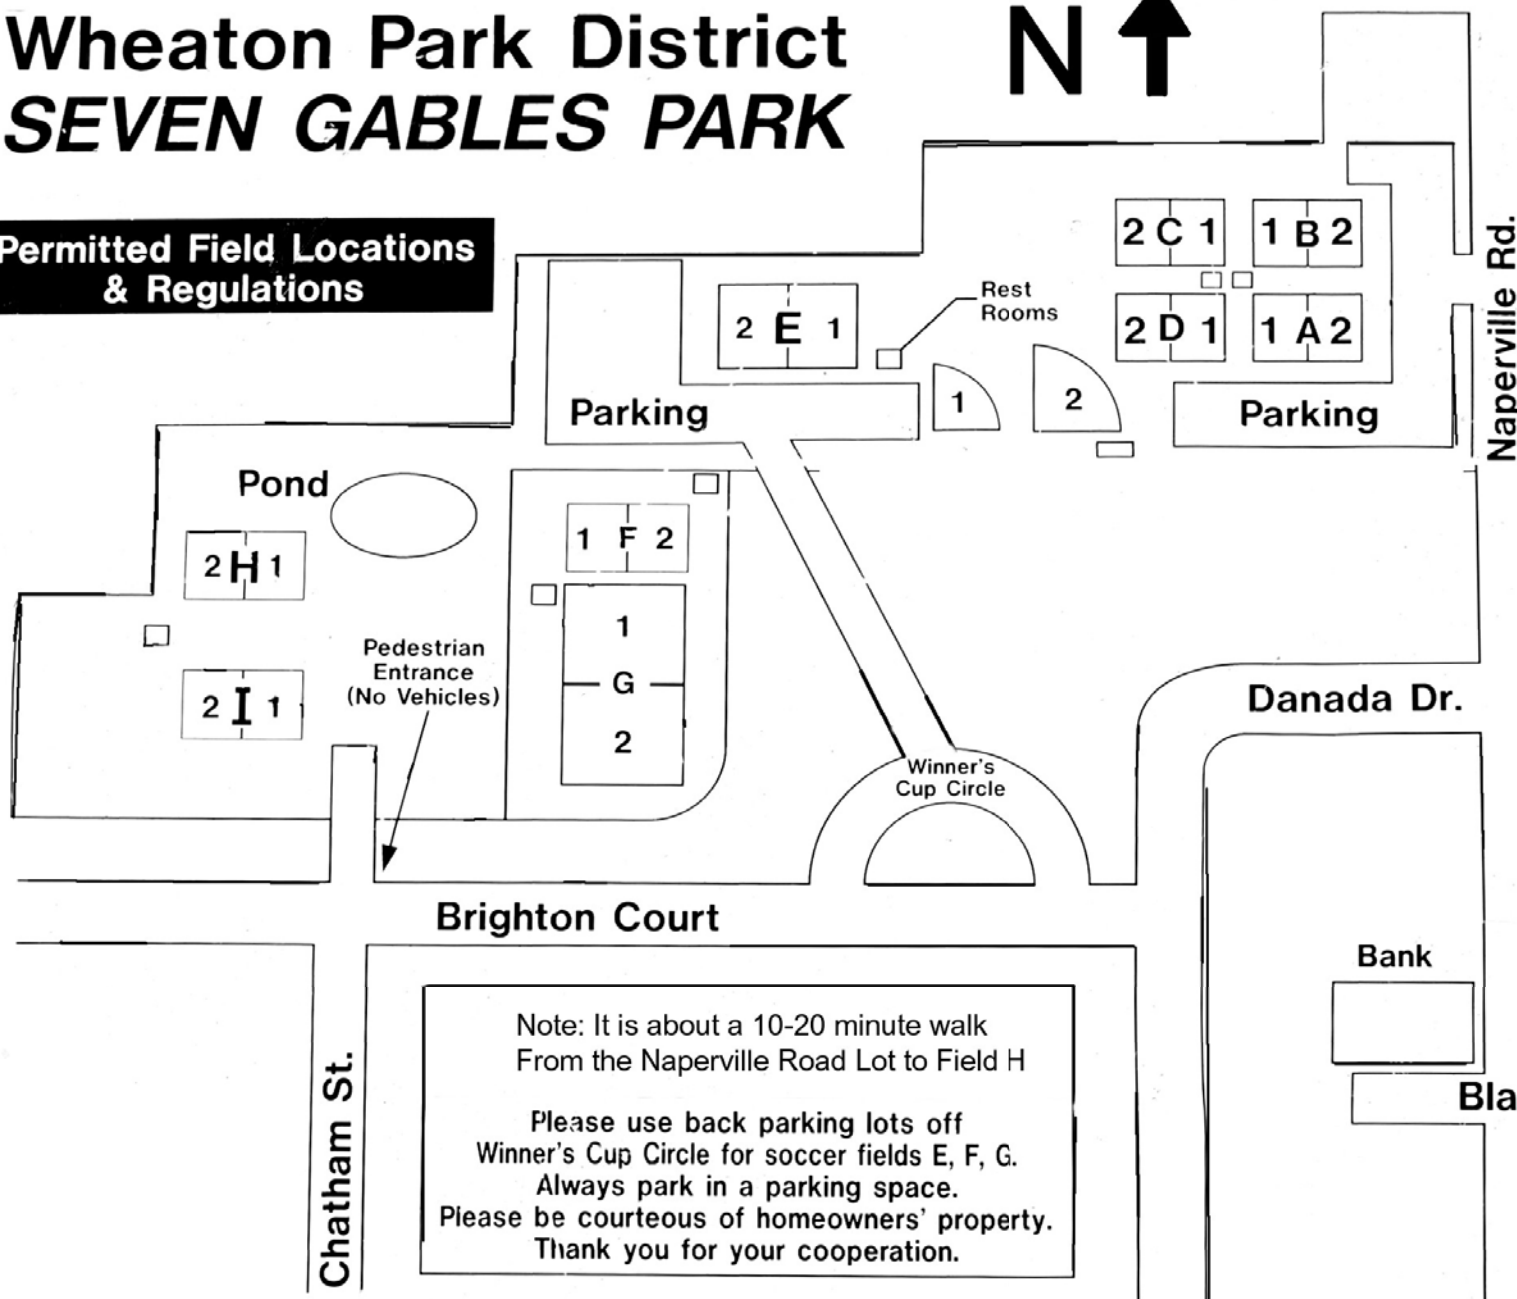 Wheaton Park District
SEVEN GABLES PARK
N
Permitted Field Locations
& Regulations
2 C 1
1 B 2
2 D 1
1 A 2
Rest
Rooms
2 E 1
1
2
Parking
Parking
Naperville Rd.
Pond
2 H 1
1 F 2
1
G
2
Pedestrian
Entrance
(No Vehicles)
2 I 1
Danada Dr.
Winner's
Cup Circle
Brighton Court
Bank
Bla
Chatham St.
Note: It is about a 10-20 minute walk
From the Naperville Road Lot to Field H
Please use back parking lots off
Winner's Cup Circle for soccer fields E, F, G.
Always park in a parking space.
Please be courteous of homeowners' property.
Thank you for your cooperation.